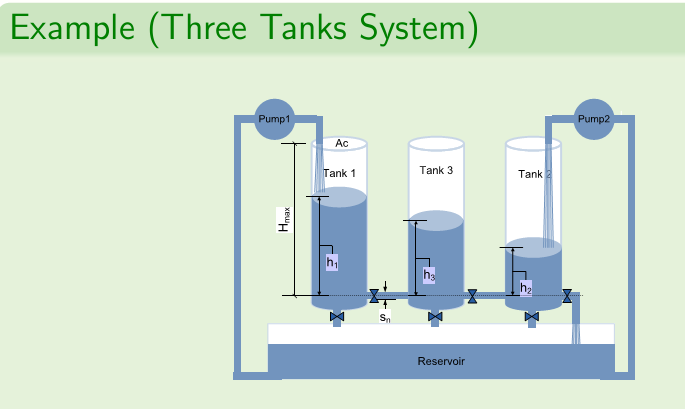 Example (Three Tanks System)
Pump1
Pump2
Ac
Tank 1
Tank 3
Tank 2
Hmax
h1
h3
h2
sn
Reservoir